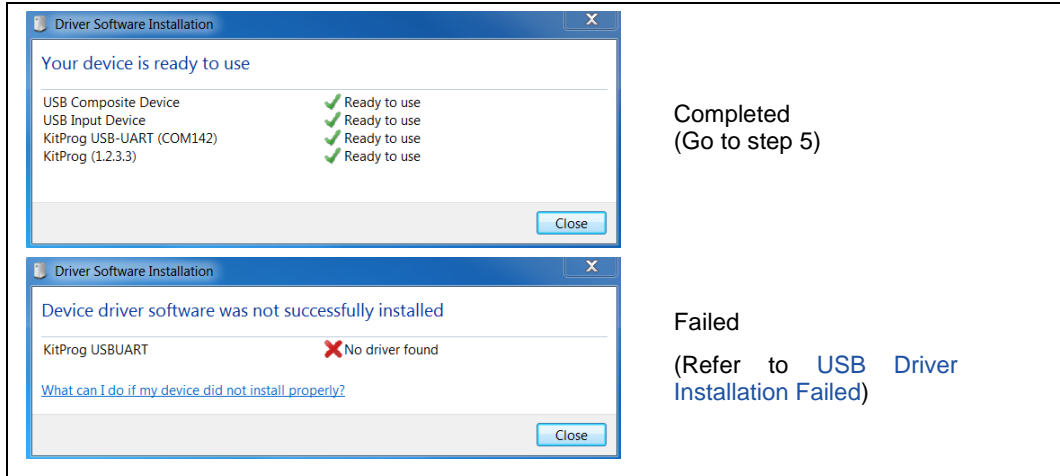 Driver Software Installation
Your device is ready to use
USB Composite Device Ready to use
USB Input Device Ready to use
KitProg USB-UART (COM142) Ready to use
KitProg (1.2.3.3) Ready to use
Close
Completed
(Go to step 5)
Driver Software Installation
Device driver software was not successfully installed
KitProg USBUART No driver found
What can I do if my device did not install properly?
Close
Failed
(Refer to USB Driver
Installation Failed)